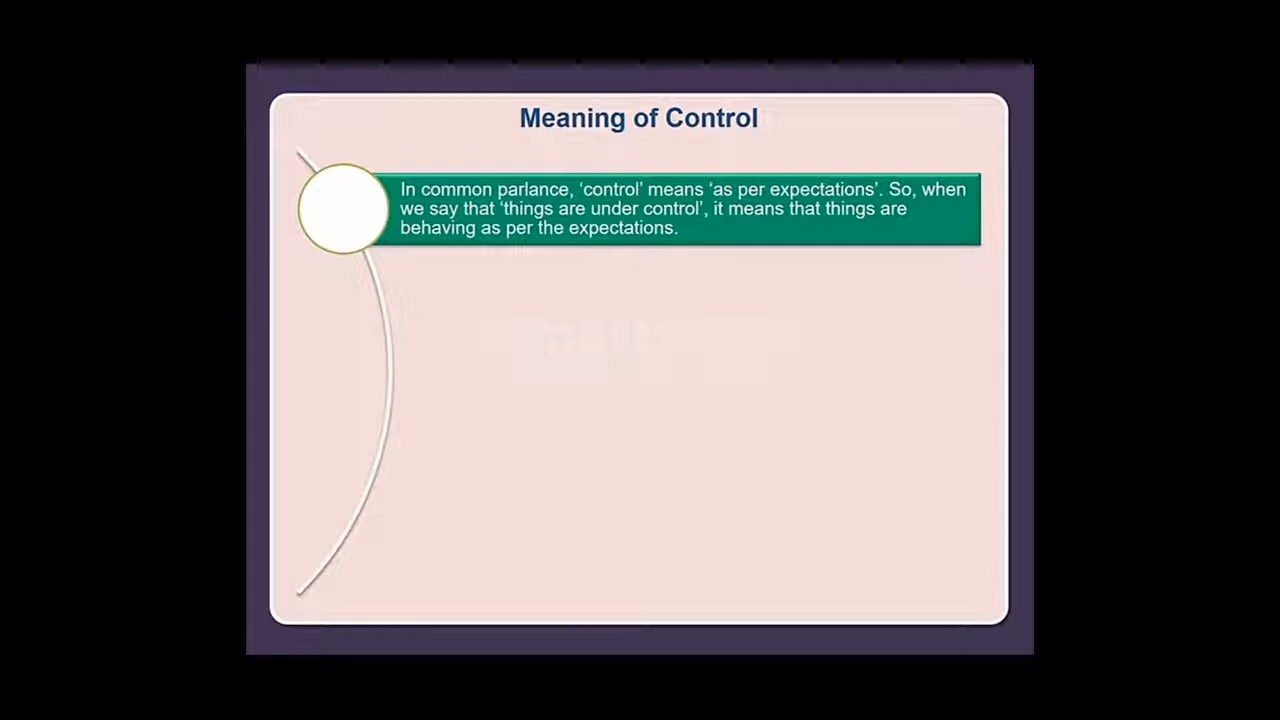 Meaning of Control
In common parlance, ‘control’ means ‘as per expectations’. So, when
we say that ‘things are under control’, it means that things are
behaving as per the expectations.